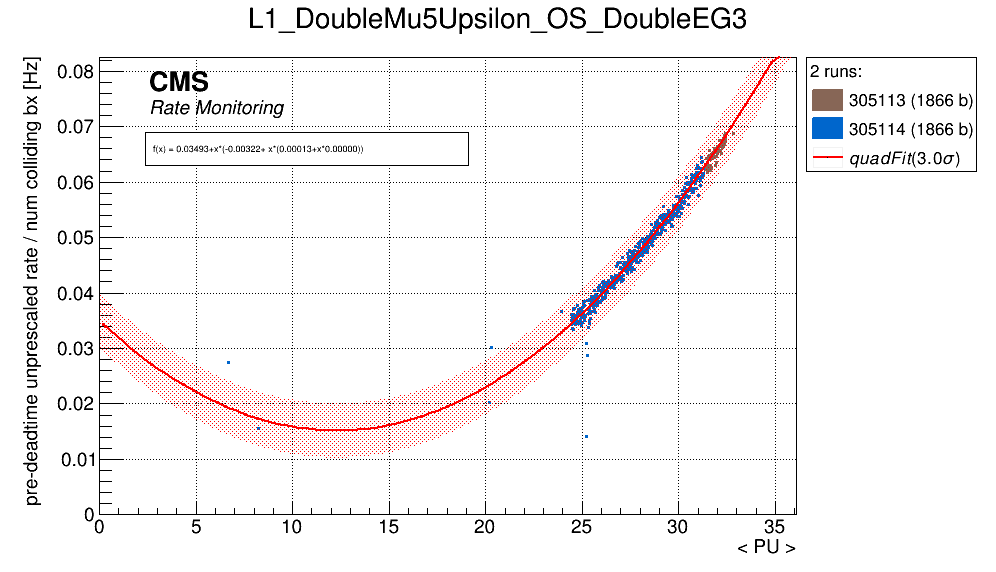 L1_DoubleMu5Upsilon_OS_DoubleEG3
pre-deadtime unprescaled rate / num colliding bx [Hz]
0.08
0.07
0.06
0.05
0.04
0.03
0.02
0.01
0
CMS
Rate Monitoring
f(x) = 0.03493+x*(-0.00322+ x*(0.00013+x*0.00000))
0 5 10 15 20 25 30 35
< PU >
2 runs:
305113 (1866 b)
305114 (1866 b)
quadFit(3.0σ)